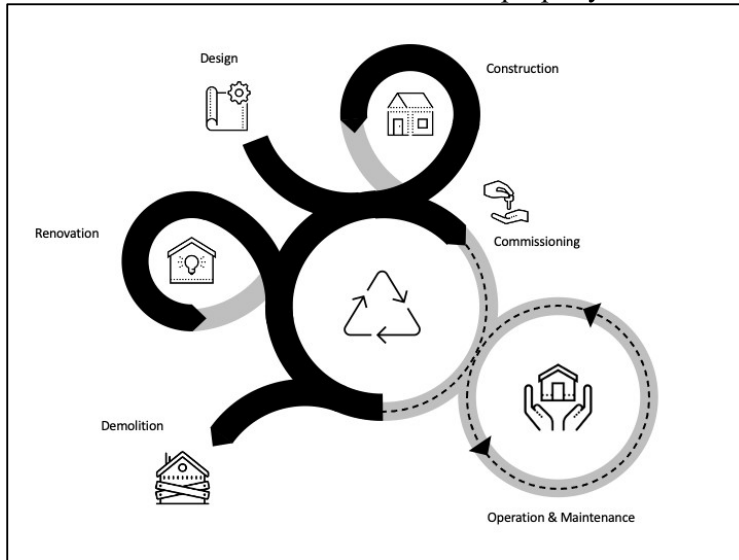 Design
Construction
Commissioning
Renovation
Demolition
Operation & Maintenance